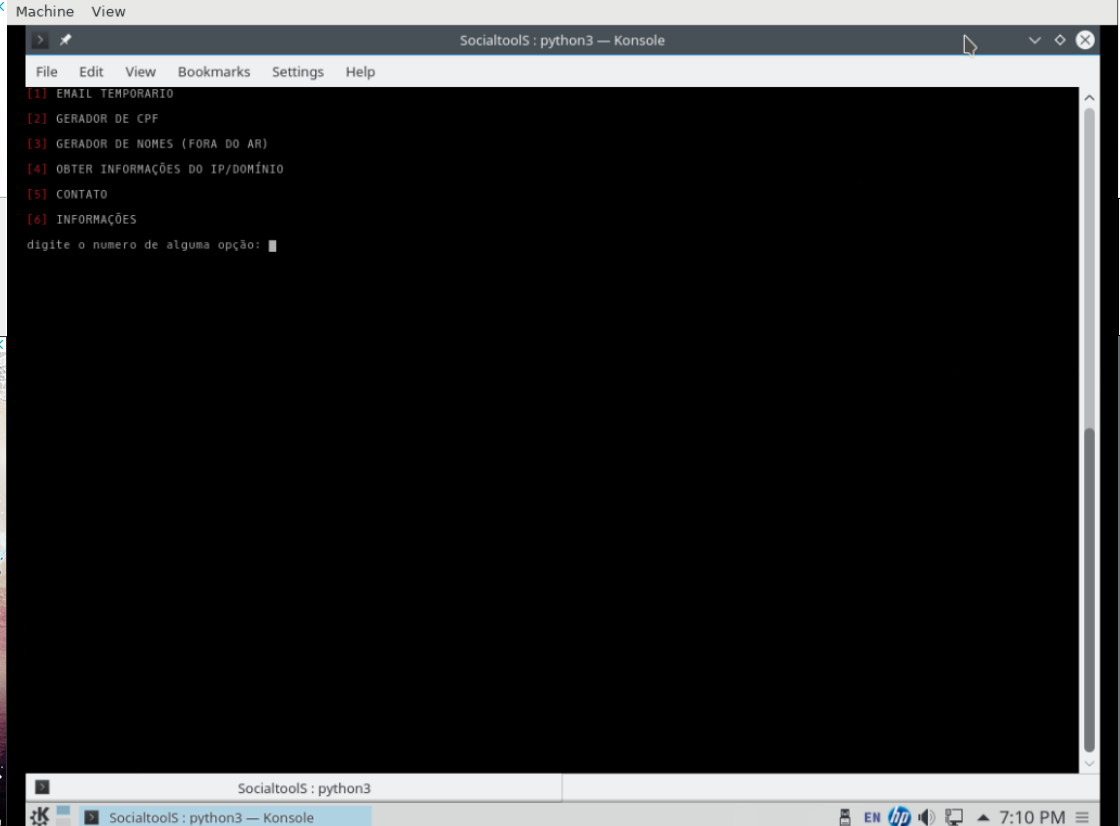 Machine View
SocialtoolS : python3 — Konsole
File Edit View Bookmarks Settings Help
[1] EMAIL TEMPORARIO
[2] GERADOR DE CPF
[3] GERADOR DE NOMES (FORA DO AR)
[4] OBTER INFORMAÇÕES DO IP/DOMÍNIO
[5] CONTATO
[6] INFORMAÇÕES
digite o numero de alguma opção:
SocialtoolS : python3
SocialtoolS : python3 — Konsole
EN hp 7:10 PM